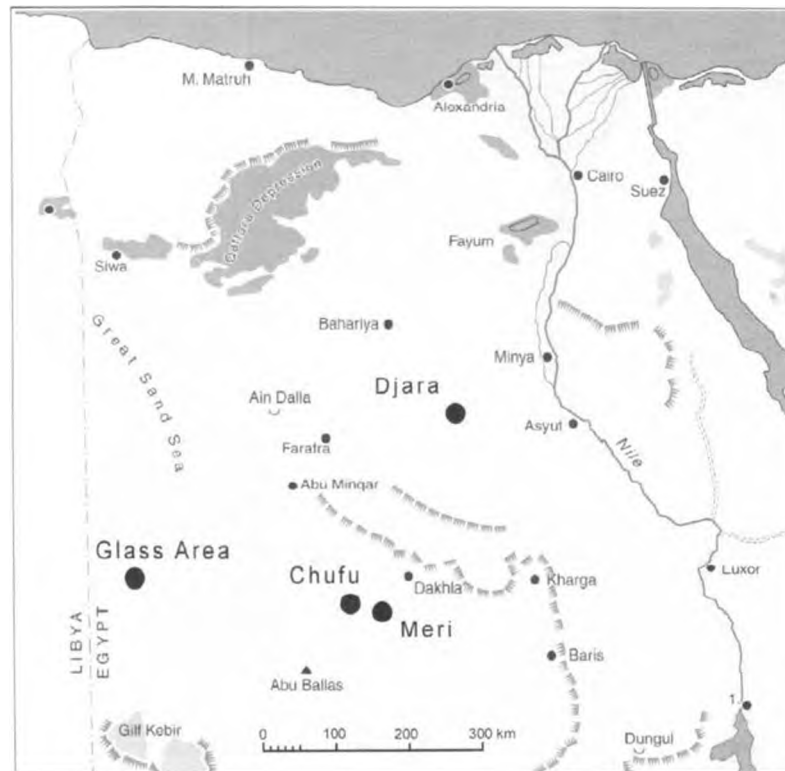 M. Matruh
Alexandria
Cairo
Suez
Qattara Depression
Fayum
Siwa
Great Sand Sea
Bahariya
Minya
Djara
Ain Dalla
Asyut
Farafra
Nile
Abu Minqar
Glass Area
Chufu
Dakhla
Kharga
Luxor
Meri
LIBYA
EGYPT
Baris
Abu Ballas
1.
Gilf Kebir
Dungul
0 100 200 300 km